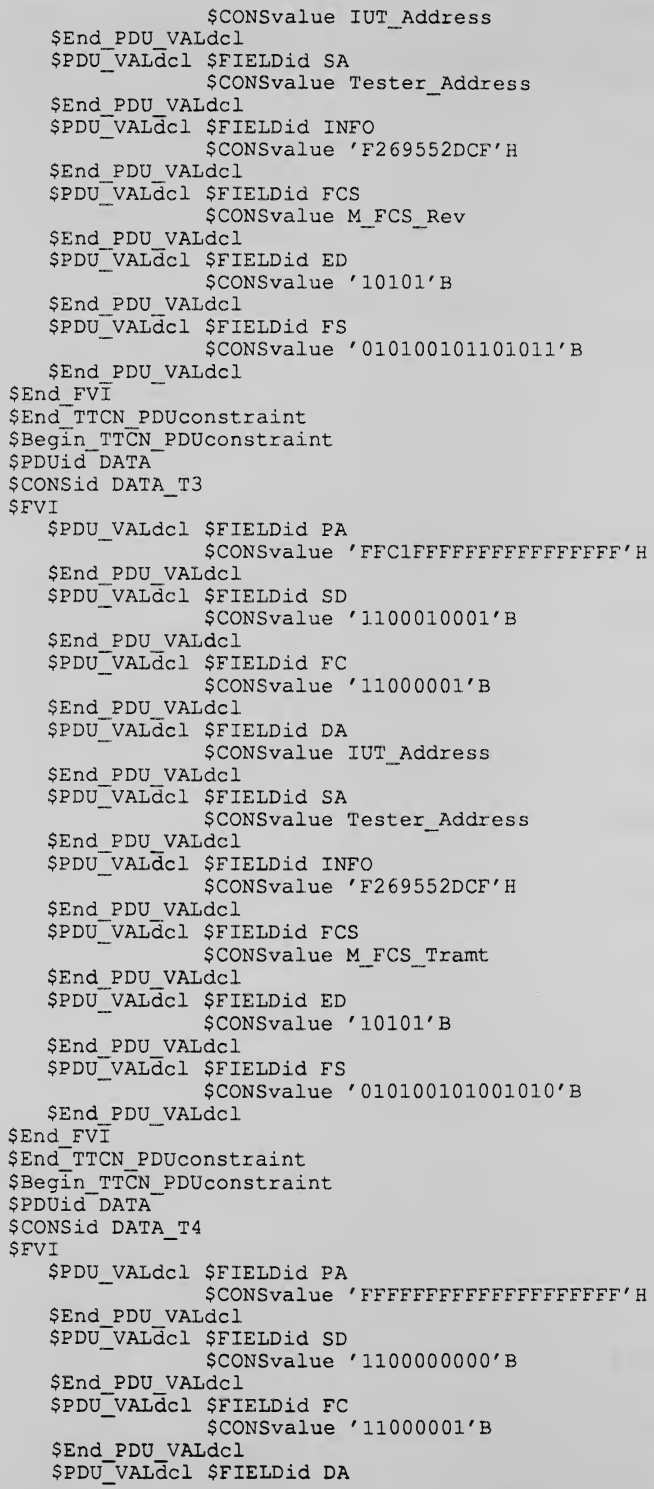 $CONSvalue IUT_Address
$End_PDU_VALdcl
$PDU_VALdcl $FIELDid SA
$CONSvalue Tester_Address
$End_PDU_VALdcl
$PDU_VALdcl $FIELDid INFO
$CONSvalue 'F269552DCF'H
$End_PDU_VALdcl
$PDU_VALdcl $FIELDid FCS
$CONSvalue M_FCS_Rev
$End_PDU_VALdcl
$PDU_VALdcl $FIELDid ED
$CONSvalue '10101'B
$End_PDU_VALdcl
$PDU_VALdcl $FIELDid FS
$CONSvalue '010100101101011'B
$End_PDU_VALdcl
$End_FVI
$End_TTCN_PDUconstraint
$Begin_TTCN_PDUconstraint
$PDUid DATA
$CONSid DATA_T3
$FVI
$PDU_VALdcl $FIELDid PA
$CONSvalue 'FFC1FFFFFFFFFFFFFFFF'H
$End_PDU_VALdcl
$PDU_VALdcl $FIELDid SD
$CONSvalue '1100010001'B
$End_PDU_VALdcl
$PDU_VALdcl $FIELDid FC
$CONSvalue '11000001'B
$End_PDU_VALdcl
$PDU_VALdcl $FIELDid DA
$CONSvalue IUT_Address
$End_PDU_VALdcl
$PDU_VALdcl $FIELDid SA
$CONSvalue Tester_Address
$End_PDU_VALdcl
$PDU_VALdcl $FIELDid INFO
$CONSvalue 'F269552DCF'H
$End_PDU_VALdcl
$PDU_VALdcl $FIELDid FCS
$CONSvalue M_FCS_Tramt
$End_PDU_VALdcl
$PDU_VALdcl $FIELDid ED
$CONSvalue '10101'B
$End_PDU_VALdcl
$PDU_VALdcl $FIELDid FS
$CONSvalue '010100101001010'B
$End_PDU_VALdcl
$End_FVI
$End_TTCN_PDUconstraint
$Begin_TTCN_PDUconstraint
$PDUid DATA
$CONSid DATA_T4
$FVI
$PDU_VALdcl $FIELDid PA
$CONSvalue 'FFFFFFFFFFFFFFFFFFFF'H
$End_PDU_VALdcl
$PDU_VALdcl $FIELDid SD
$CONSvalue '1100000000'B
$End_PDU_VALdcl
$PDU_VALdcl $FIELDid FC
$CONSvalue '11000001'B
$End_PDU_VALdcl
$PDU_VALdcl $FIELDid DA